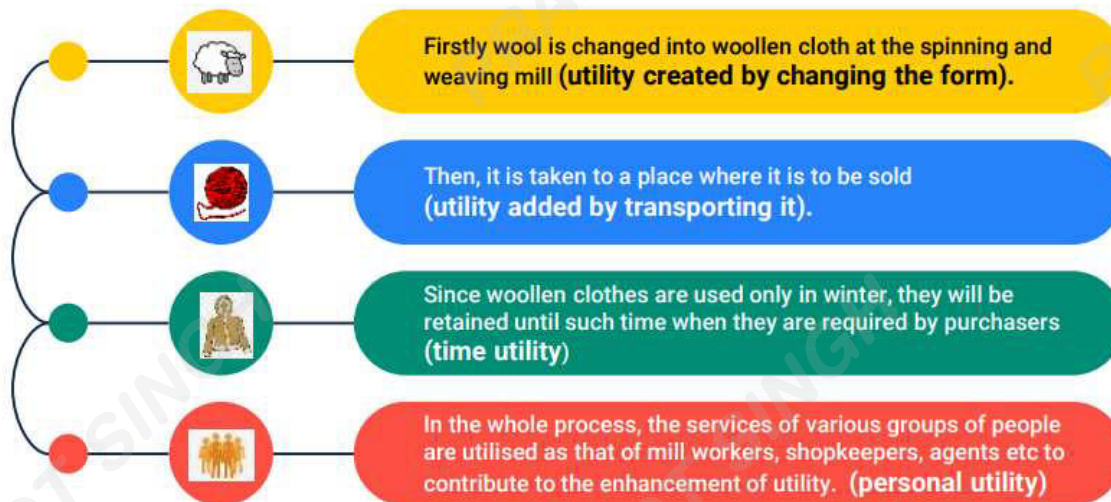 Firstly wool is changed into woollen cloth at the spinning and
weaving mill (utility created by changing the form).
Then, it is taken to a place where it is to be sold
(utility added by transporting it).
Since woollen clothes are used only in winter, they will be
retained until such time when they are required by purchasers
(time utility)
In the whole process, the services of various groups of people
are utilised as that of mill workers, shopkeepers, agents etc to
contribute to the enhancement of utility. (personal utility)